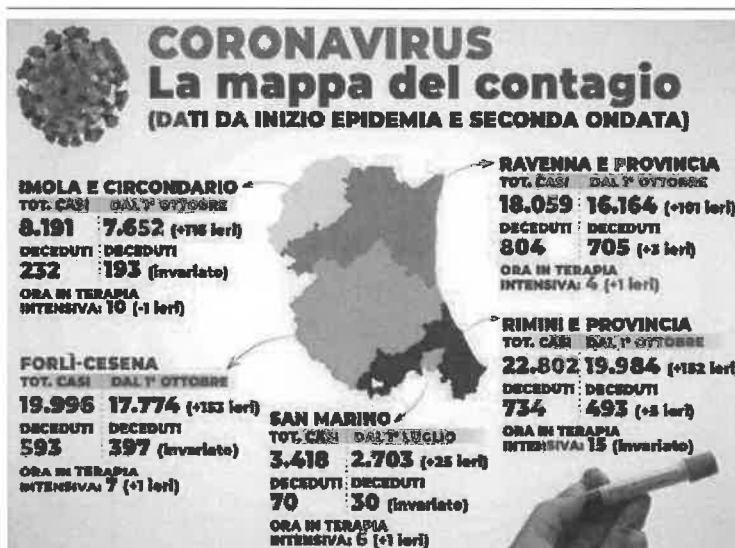 CORONAVIRUS
La mappa del contagio
(DATI DA INIZIO EPIDEMIA E SECONDA ONDATA)
IMOLA E CIRCONDARIO
TOT. CASI DAL 1° OTTOBRE
8.191 7.652 (+116 ieri)
DECEDUTI DECEDUTI
232 193 (invariato)
ORA IN TERAPIA
INTENSIVA: 10 (-1 ieri)
RAVENNA E PROVINCIA
TOT. CASI DAL 1° OTTOBRE
18.059 16.164 (+191 ieri)
DECEDUTI DECEDUTI
804 705 (+3 ieri)
ORA IN TERAPIA
INTENSIVA: 4 (+1 ieri)
FORLÌ-CESENA
TOT. CASI DAL 1° OTTOBRE
19.996 17.774 (+153 ieri)
DECEDUTI DECEDUTI
593 397 (invariato)
ORA IN TERAPIA
INTENSIVA: 7 (+1 ieri)
SAN MARINO
TOT. CASI DAL 1° LUGLIO
3.418 2.703 (+25 ieri)
DECEDUTI DECEDUTI
70 30 (invariato)
ORA IN TERAPIA
INTENSIVA: 6 (+1 ieri)
RIMINI E PROVINCIA
TOT. CASI DAL 1° OTTOBRE
22.802 19.984 (+152 ieri)
DECEDUTI DECEDUTI
734 493 (+5 ieri)
ORA IN TERAPIA
INTENSIVA: 15 (invariato)